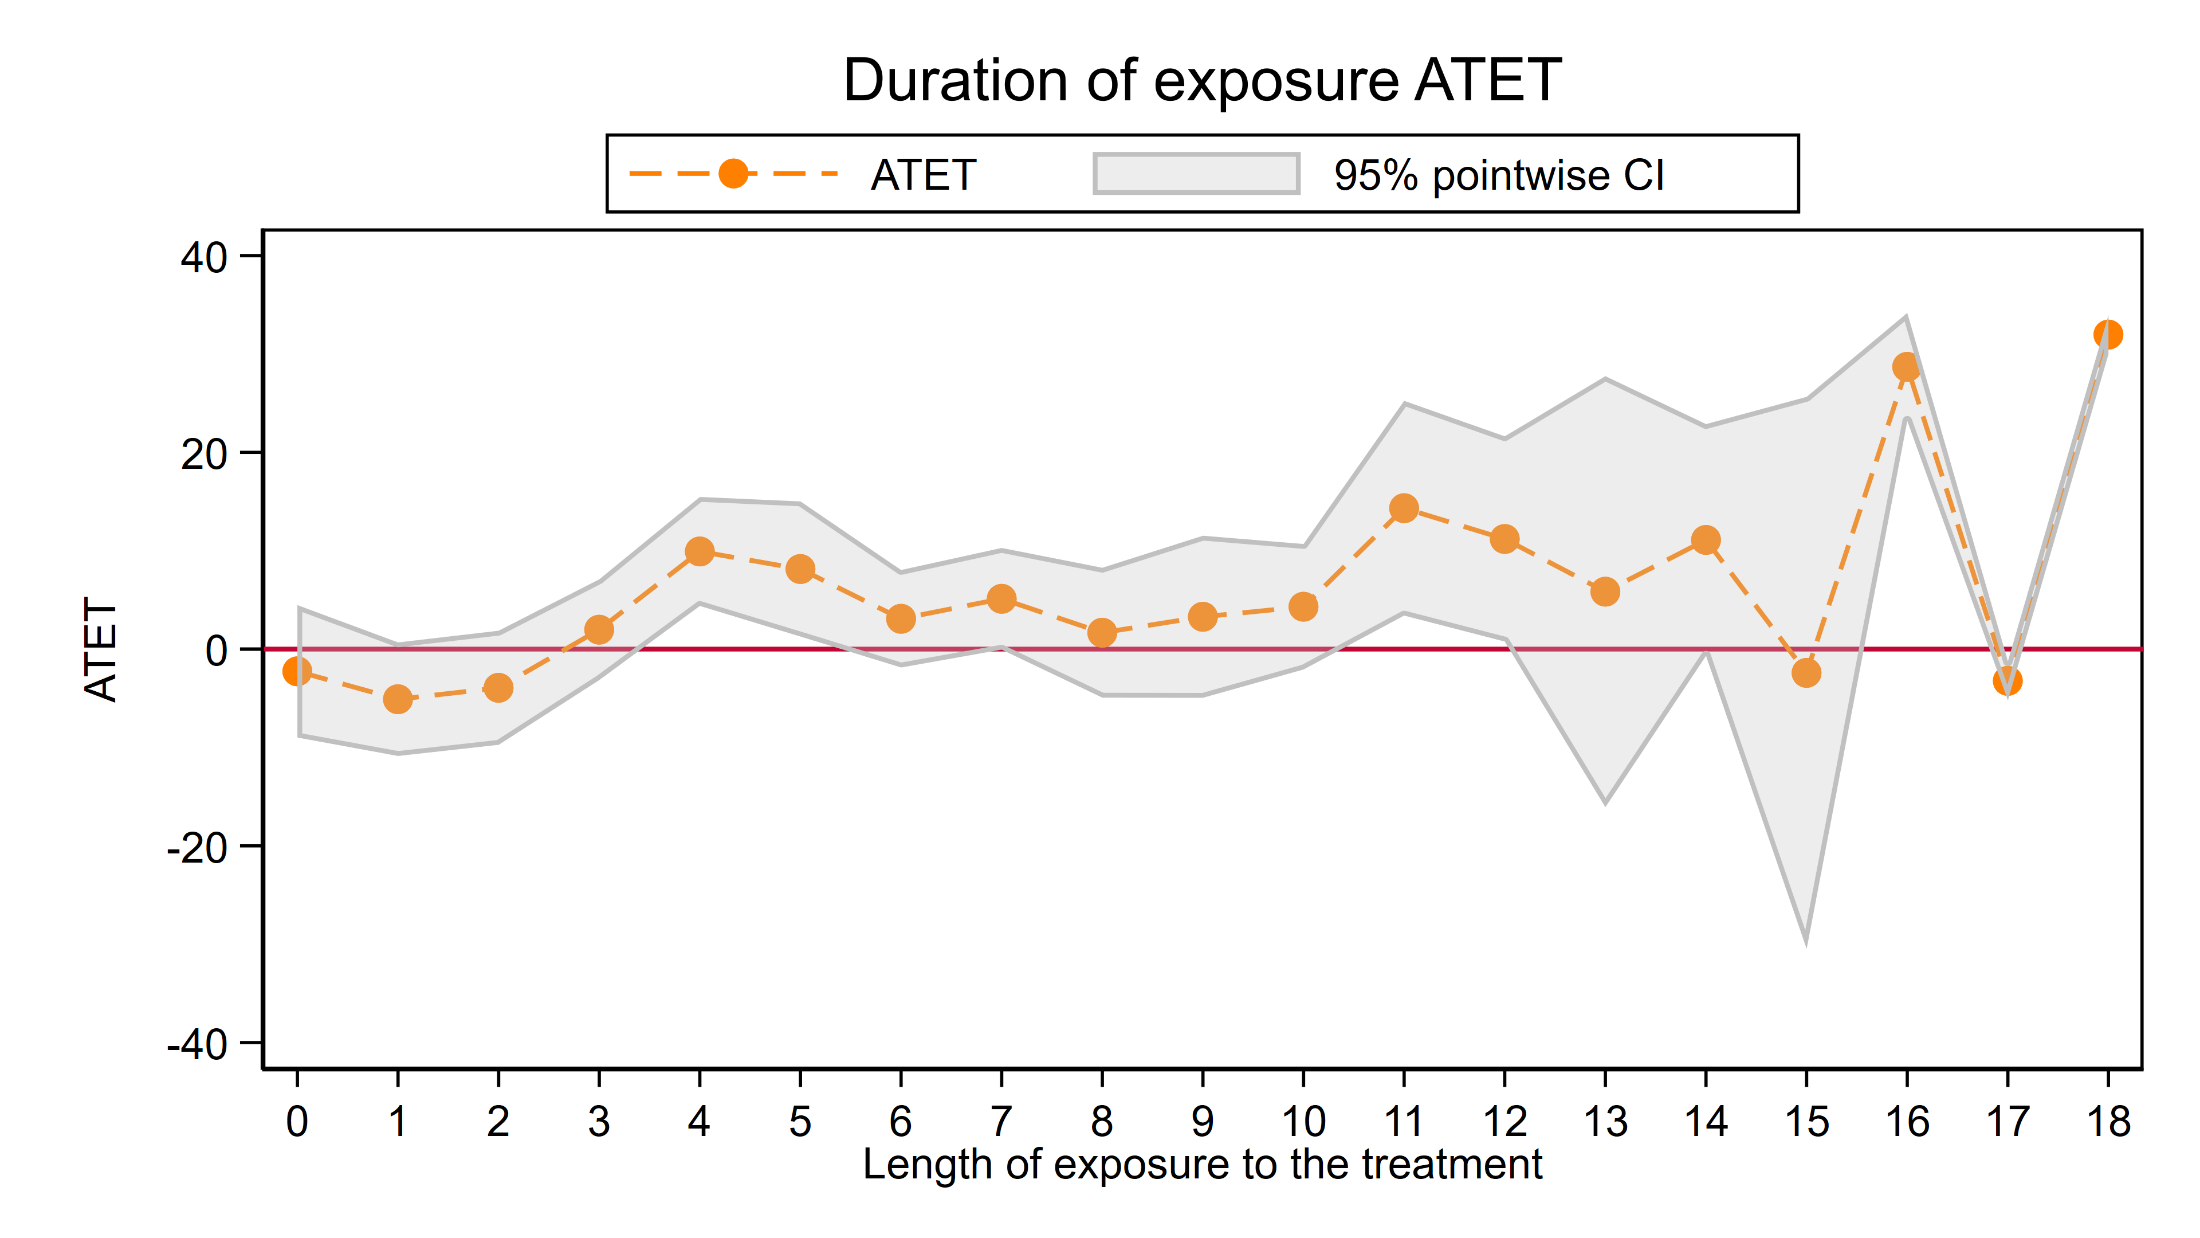 Duration of exposure ATET
ATET 95% pointwise CI
40
20
0
-20
-40
ATET
0 1 2 3 4 5 6 7 8 9 10 11 12 13 14 15 16 17 18
Length of exposure to the treatment